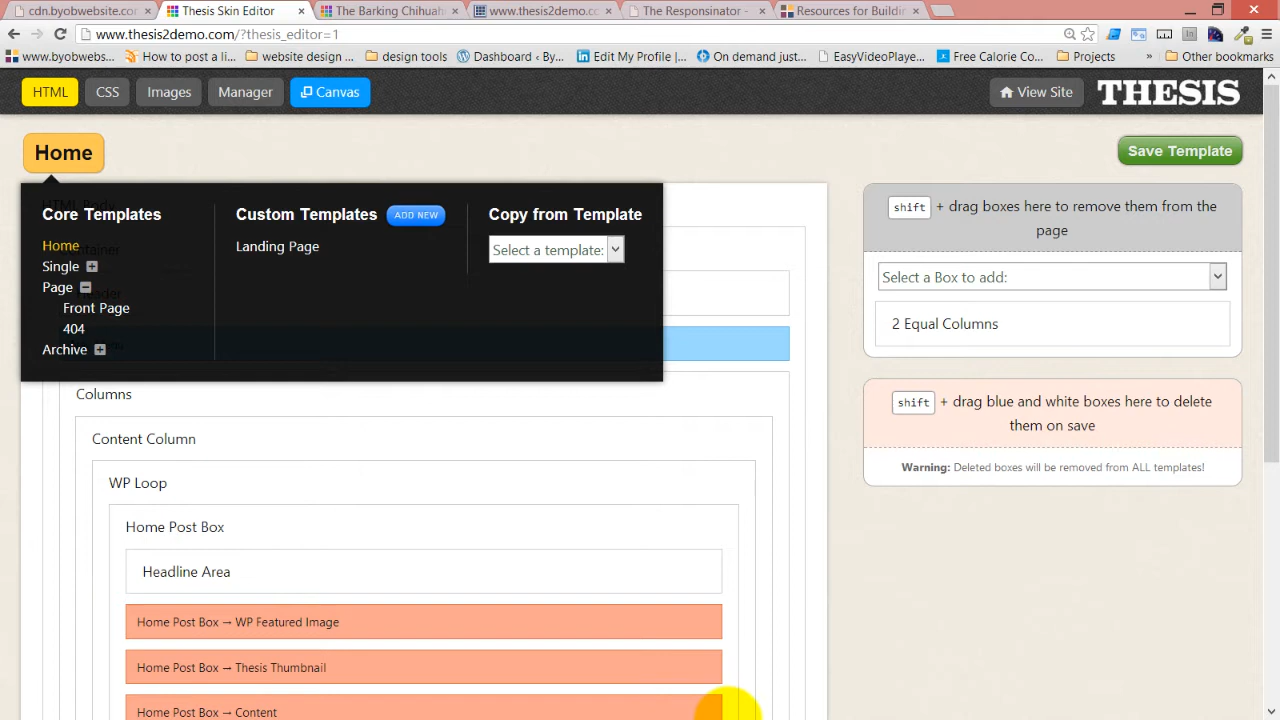 cdn.byobwebsite.com
Thesis Skin Editor
The Barking Chihuah
www.thesis2demo.co
The Responsinator -
Resources for Buildin
www.thesis2demo.com/?thesis_editor=1
www.byobwebs...
How to post a li...
website design ...
design tools
Dashboard ‹ By...
Edit My Profile |...
On demand just...
EasyVideoPlaye...
Free Calorie Co...
Projects
»
Other bookmarks
HTML
CSS
Images
Manager
Canvas
View Site
THESIS
Home
Save Template
Core Templates
Home
Single
Page
Front Page
404
Archive
Custom Templates
ADD NEW
Landing Page
Copy from Template
Select a template:
Columns
Content Column
WP Loop
Home Post Box
Headline Area
Home Post Box → WP Featured Image
Home Post Box → Thesis Thumbnail
Home Post Box → Content
shift + drag boxes here to remove them from the
page
Select a Box to add:
2 Equal Columns
shift + drag blue and white boxes here to delete
them on save
Warning: Deleted boxes will be removed from ALL templates!